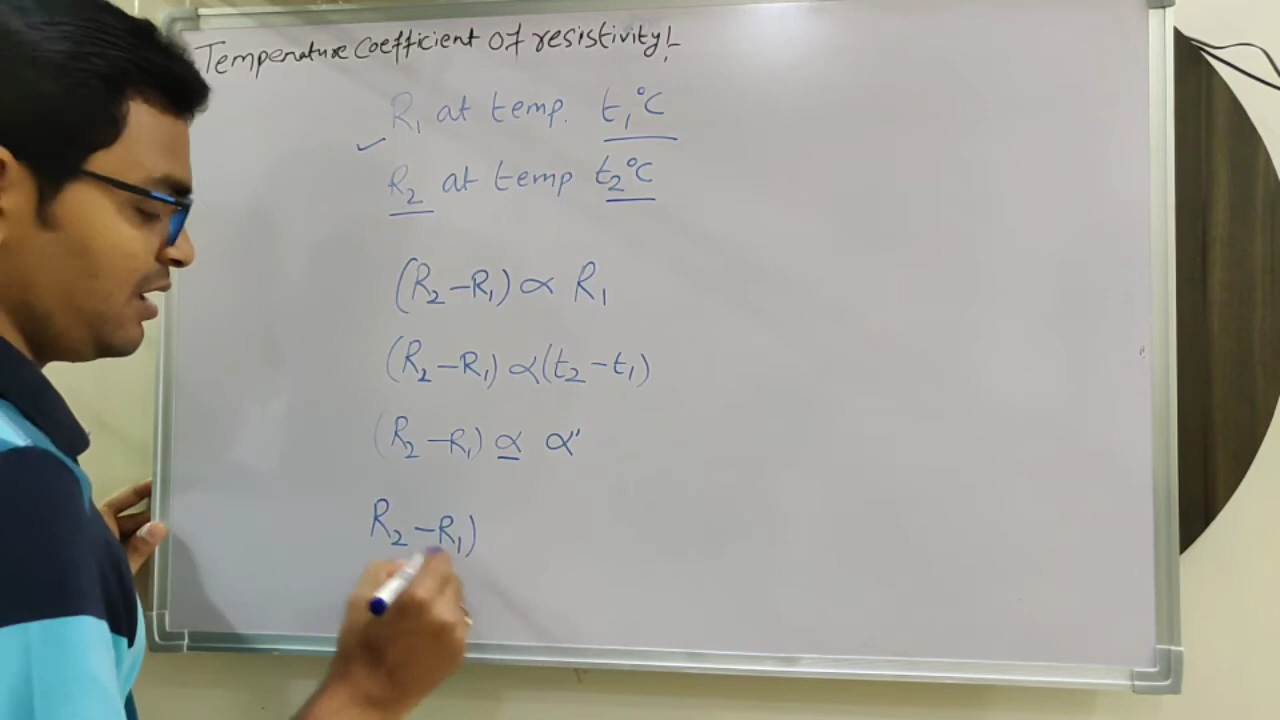 Temperature Coefficient of resistivity!-
R₁ at temp. t₁°C
R₂ at temp t₂°C
(R₂-R₁) ∝ R₁
(R₂-R₁) ∝ (t₂-t₁)
(R₂-R₁) ∝ α'
R₂-R₁)